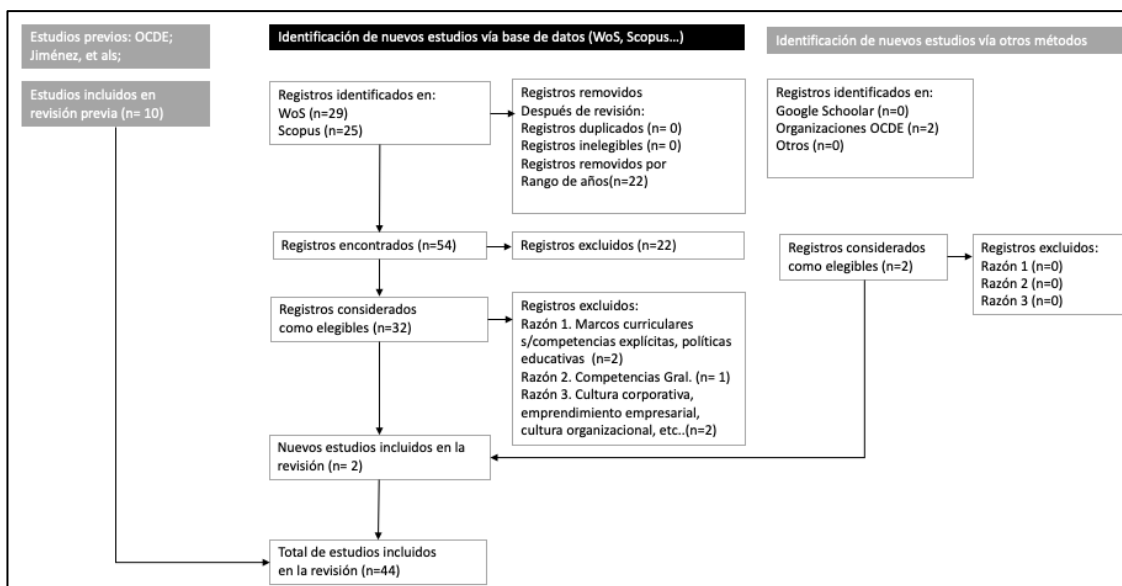 Estudios previos: OCDE;
Jiménez, et als;
Estudios incluidos en
revisión previa (n= 10)
Identificación de nuevos estudios vía base de datos (WoS, Scopus...)
Identificación de nuevos estudios vía otros métodos
Registros identificados en:
WoS (n=29)
Scopus (n=25)
Registros removidos
Después de revisión:
Registros duplicados (n= 0)
Registros inelegibles (n= 0)
Registros removidos por
Rango de años(n=22)
Registros identificados en:
Google Schoolar (n=0)
Organizaciones OCDE (n=2)
Otros (n=0)
Registros encontrados (n=54)
Registros excluidos (n=22)
Registros considerados
como elegibles (n=2)
Registros excluidos:
Razón 1 (n=0)
Razón 2 (n=0)
Razón 3 (n=0)
Registros considerados
como elegibles (n=32)
Registros excluidos:
Razón 1. Marcos curriculares
s/competencias explícitas, políticas
educativas (n=2)
Razón 2. Competencias Gral. (n= 1)
Razón 3. Cultura corporativa,
emprendimiento empresarial,
cultura organizacional, etc..(n=2)
Nuevos estudios incluidos en la
revisión (n= 2)
Total de estudios incluidos
en la revisión (n=44)